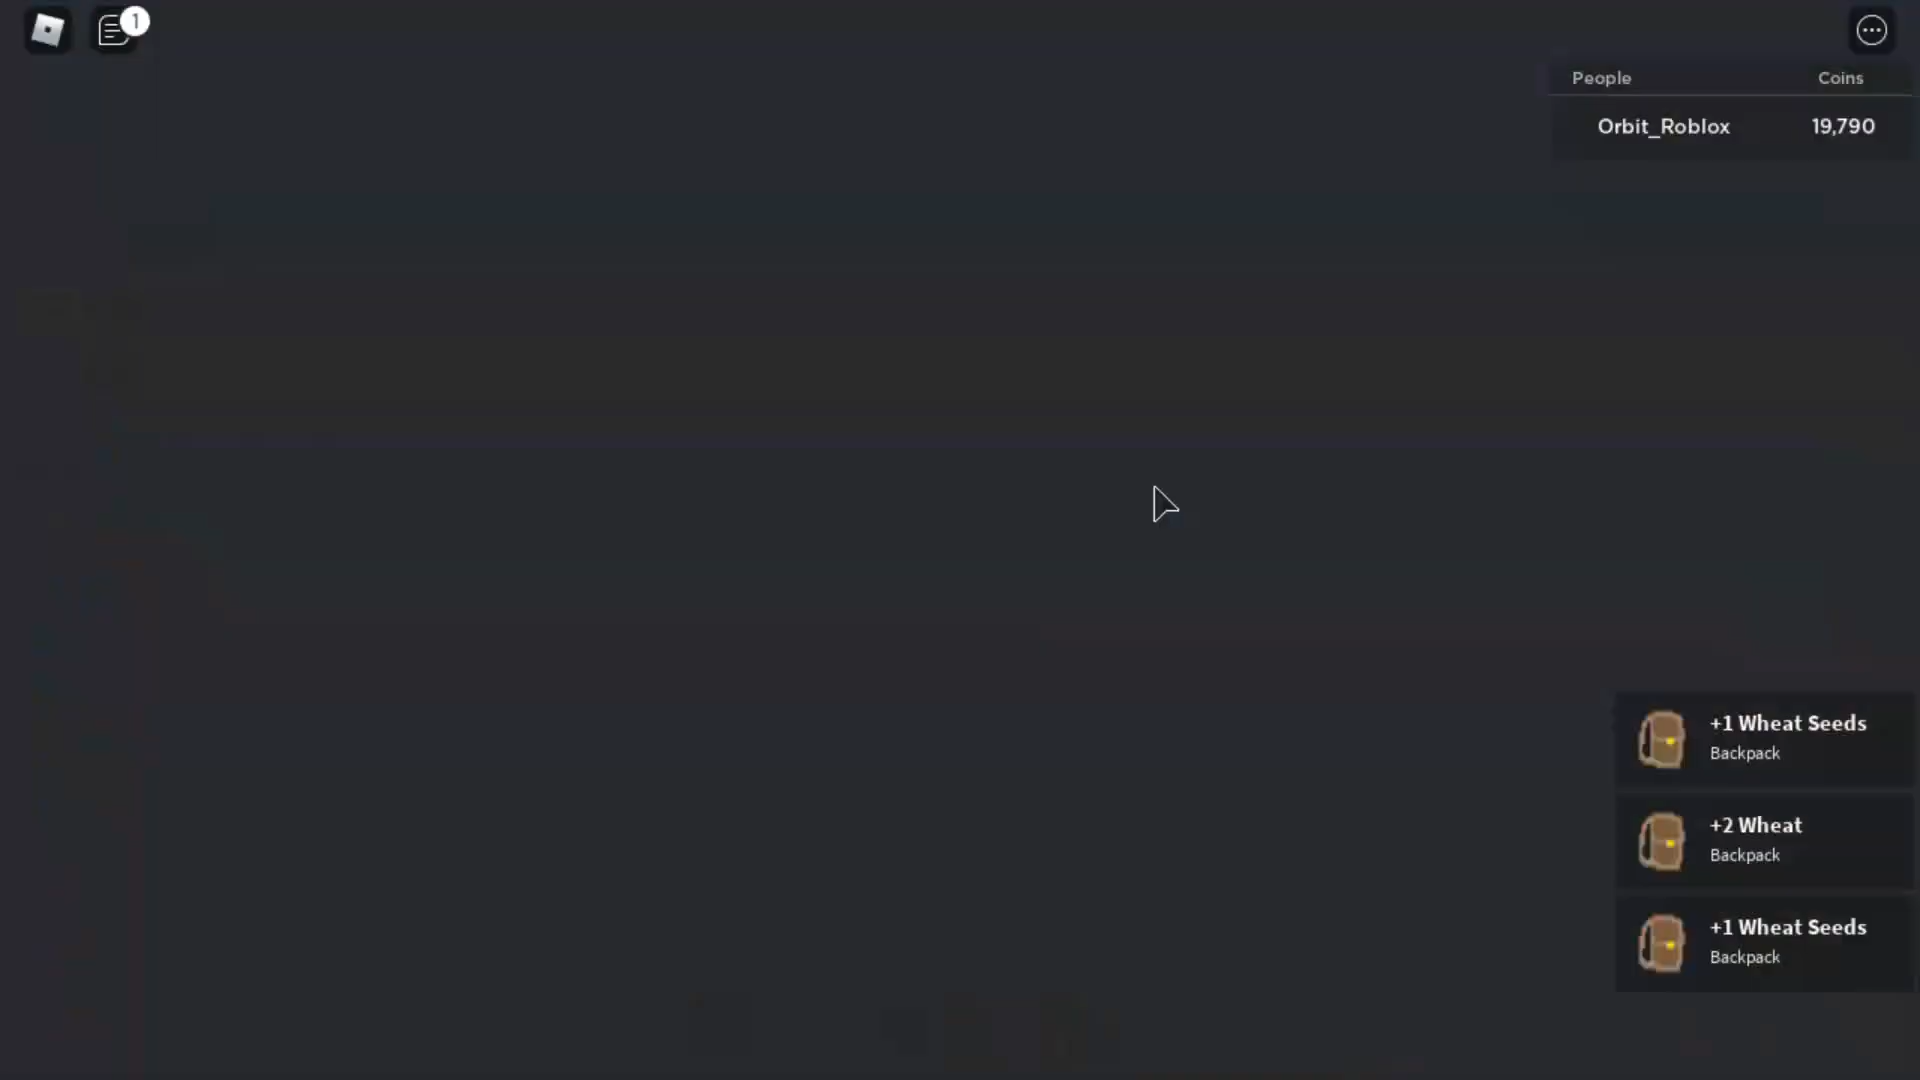 1
People Coins
Orbit_Roblox 19,790
+1 Wheat Seeds
Backpack
+2 Wheat
Backpack
+1 Wheat Seeds
Backpack